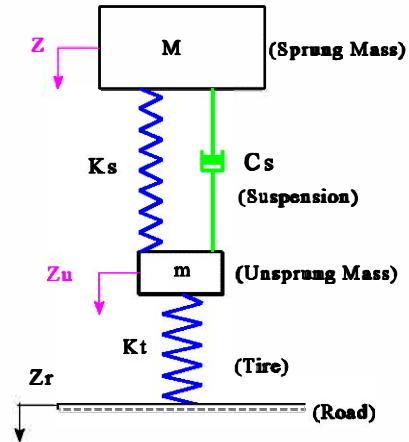 M
Z
(Sprung Mass)
Ks
Cs
(Suspension)
m
Zu
(Unsprung Mass)
Kt
(Tire)
Zr
(Road)